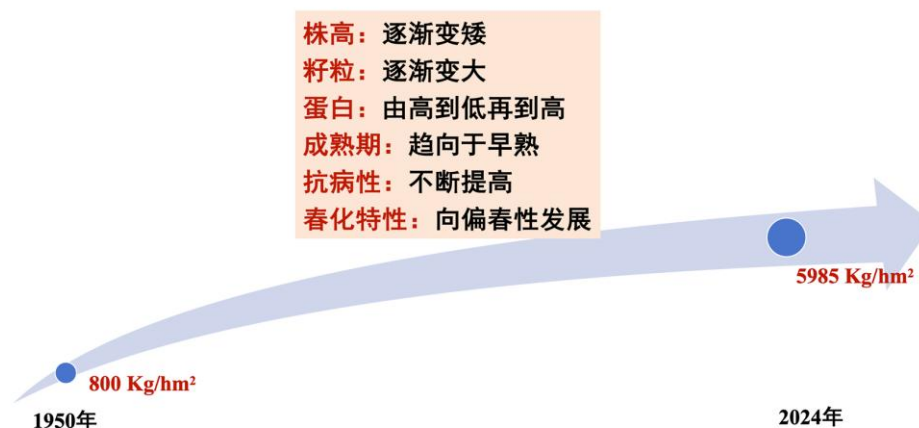 株高：逐渐变矮
籽粒：逐渐变大
蛋白：由高到低再到高
成熟期：趋向于早熟
抗病性：不断提高
春化特性：向偏春性发展
5985 Kg/hm²
800 Kg/hm²
1950年
2024年